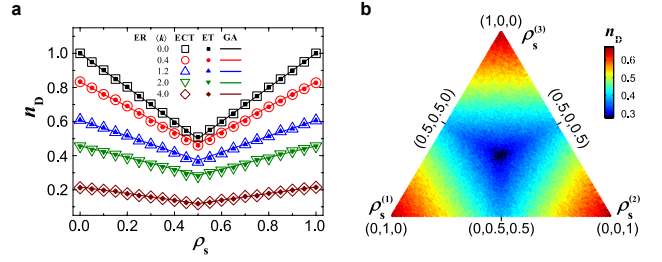 a
ER ⟨k⟩ ECT ET GA
0.0
0.4
1.2
2.0
4.0
n_D
1.0
0.8
0.6
0.4
0.2
0.0 0.2 0.4 0.6 0.8 1.0
ρ_s
b
(1,0,0)
ρ_s^(3)
n_D
0.6
0.5
0.4
0.3
(0.5,0.5,0)
(0.5,0,0.5)
ρ_s^(1)
ρ_s^(2)
(0,1,0) (0,0.5,0.5) (0,0,1)